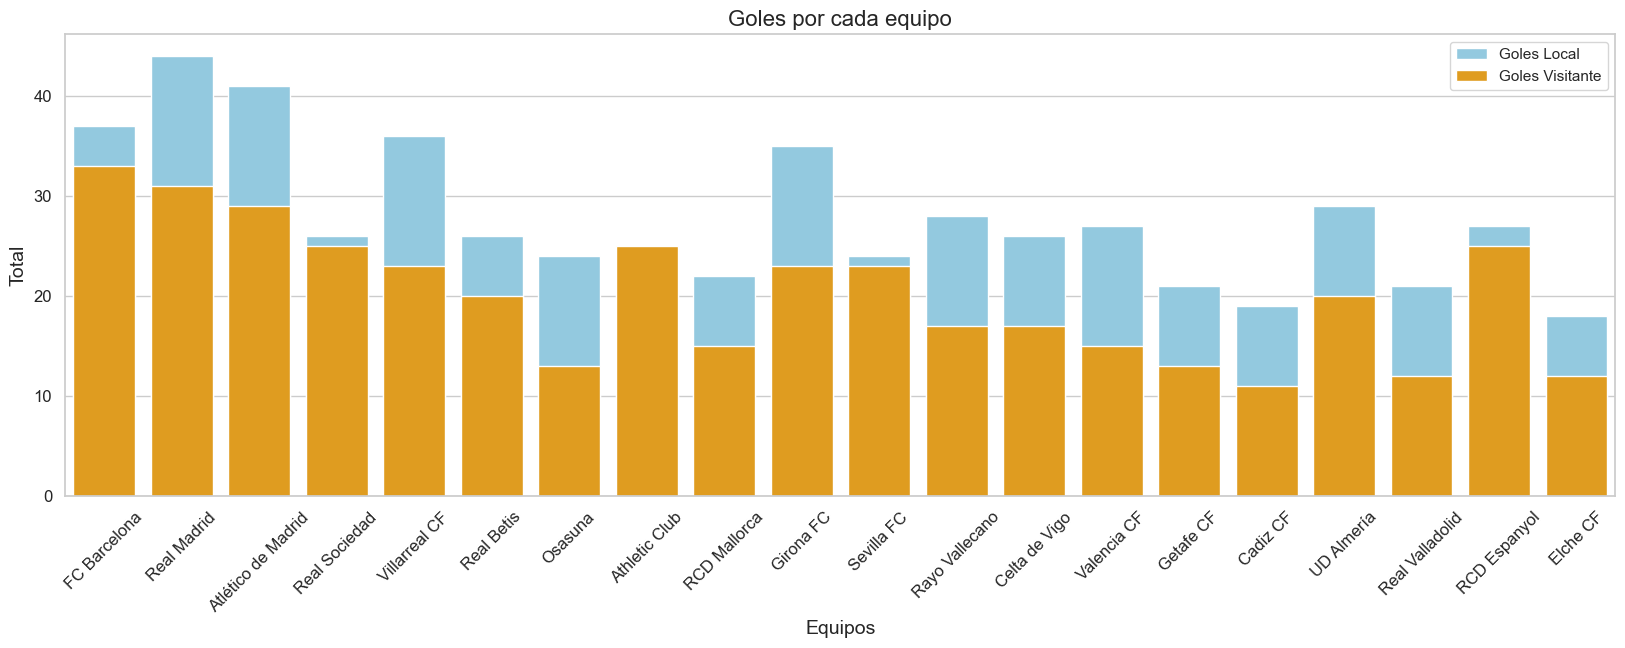 Goles por cada equipo
Goles Local
Goles Visitante
Total
40
30
20
10
0
FC Barcelona
Real Madrid
Atlético de Madrid
Real Sociedad
Villarreal CF
Real Betis
Osasuna
Athletic Club
RCD Mallorca
Girona FC
Sevilla FC
Rayo Vallecano
Celta de Vigo
Valencia CF
Getafe CF
Cadiz CF
UD Almería
Real Valladolid
RCD Espanyol
Elche CF
Equipos